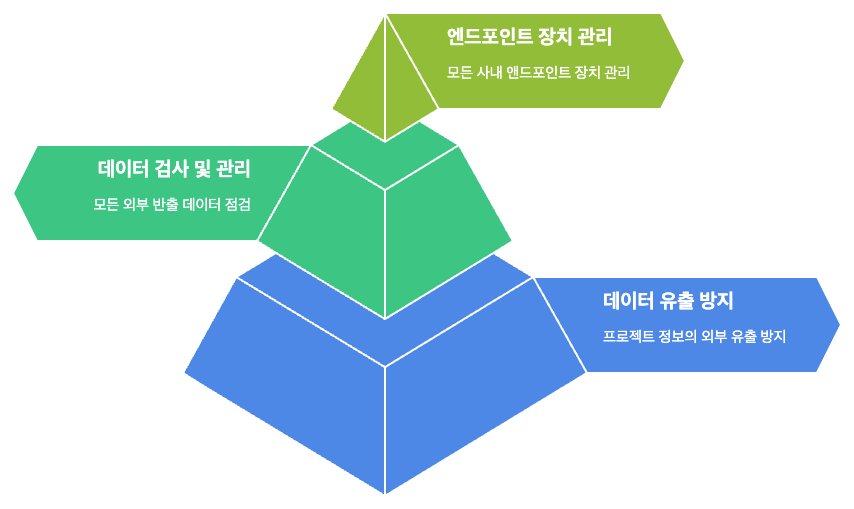 엔드포인트 장치 관리
모든 사내 앤드포인트 장치 관리
데이터 검사 및 관리
모든 외부 반출 데이터 점검
데이터 유출 방지
프로젝트 정보의 외부 유출 방지